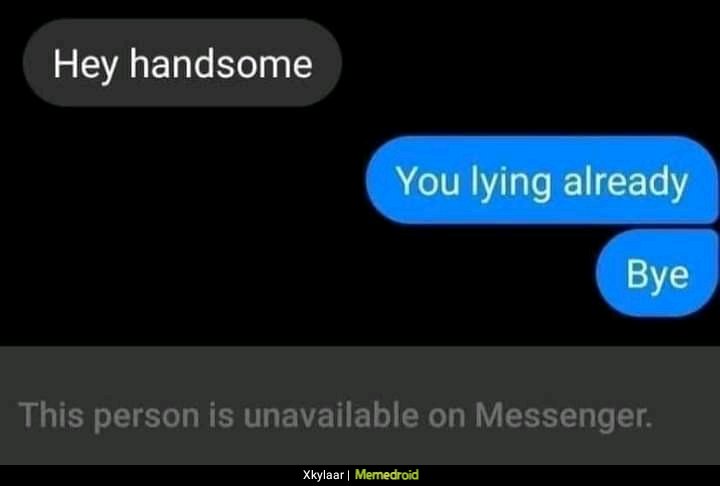 Hey handsome
You lying already
Bye
This person is unavailable on Messenger.
Xkylaar | Memedroid